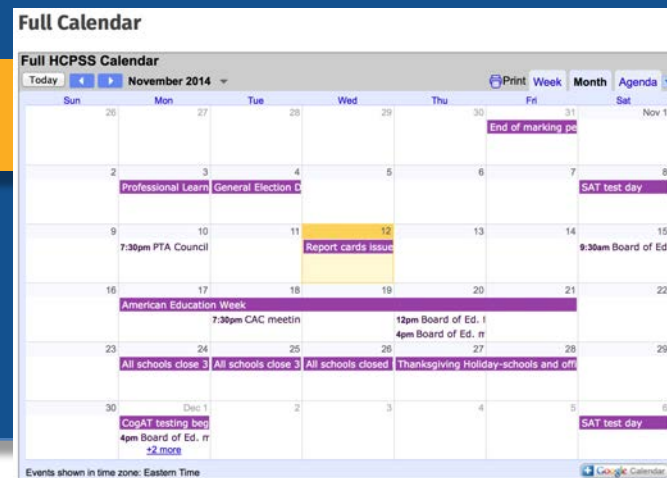 Full Calendar
Full HCPSS Calendar
Today November 2014 Print Week Month Agenda
Sun Mon Tue Wed Thu Fri Sat
26 27 28 29 30 31 Nov 1
End of marking pe
2 3 4 5 6 7 8
Professional Learn General Election D SAT test day
9 10 11 12 13 14 15
7:30pm PTA Council Report cards issue 9:30am Board of Ed
16 17 18 19 20 21 22
American Education Week
7:30pm CAC meetin 12pm Board of Ed.
4pm Board of Ed. m
23 24 25 26 27 28 29
All schools close 3 All schools close 3 All schools closed Thanksgiving Holiday-schools and offi
30 Dec 1 2 3 4 5 6
CogAT testing beg SAT test day
4pm Board of Ed. m
+2 more
Events shown in time zone: Eastern Time Google Calendar